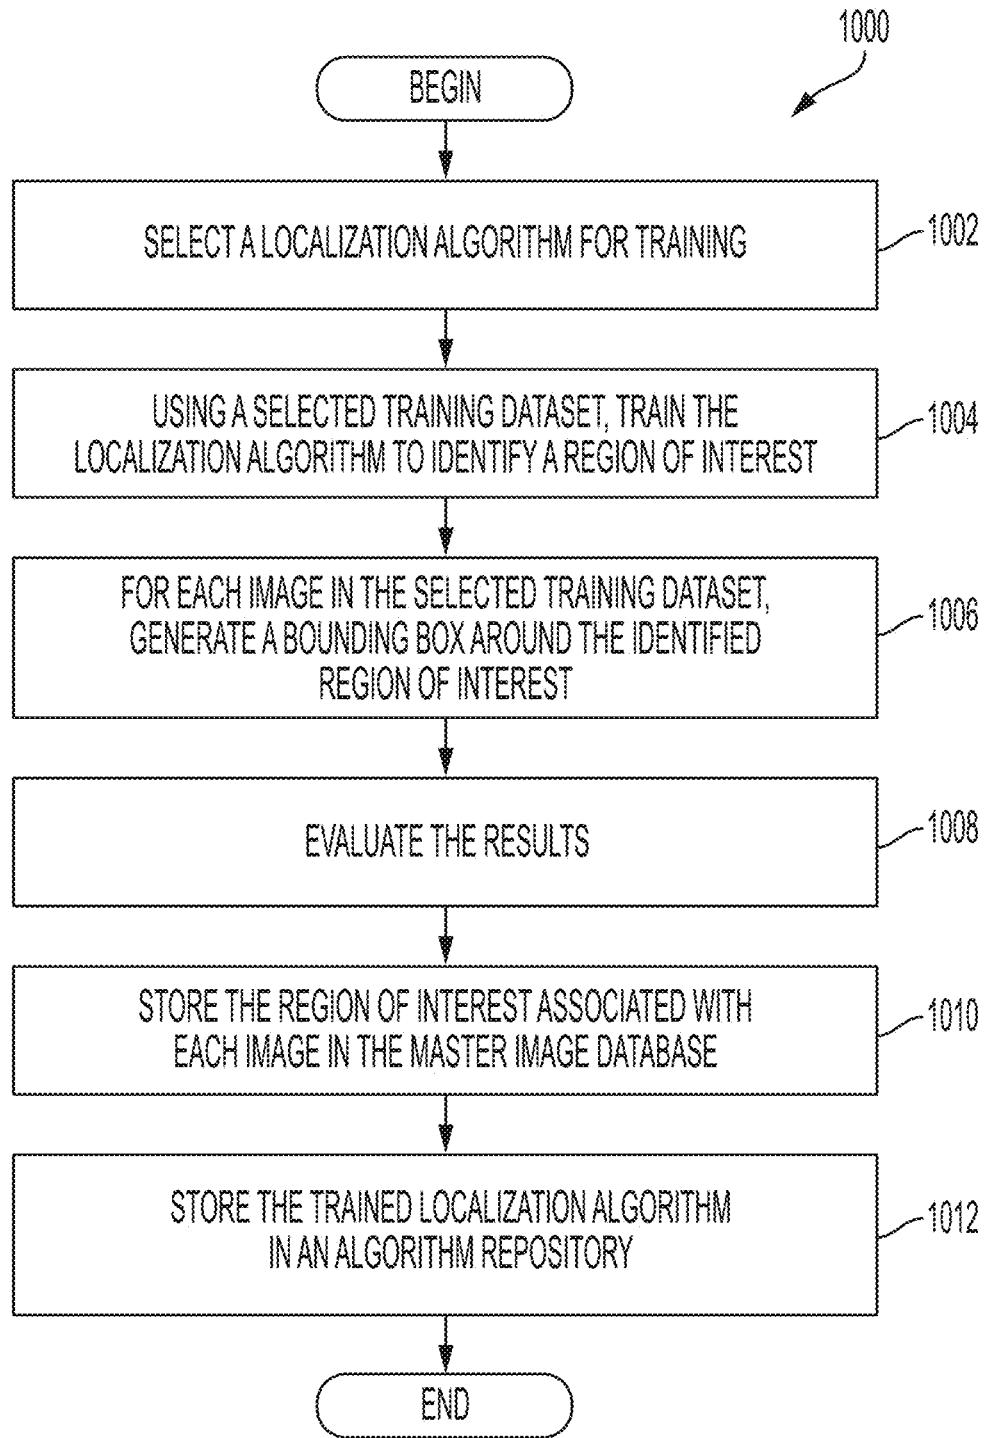 1000
BEGIN
SELECT A LOCALIZATION ALGORITHM FOR TRAINING
1002
USING A SELECTED TRAINING DATASET, TRAIN THE
LOCALIZATION ALGORITHM TO IDENTIFY A REGION OF INTEREST
1004
FOR EACH IMAGE IN THE SELECTED TRAINING DATASET,
GENERATE A BOUNDING BOX AROUND THE IDENTIFIED
REGION OF INTEREST
1006
EVALUATE THE RESULTS
1008
STORE THE REGION OF INTEREST ASSOCIATED WITH
EACH IMAGE IN THE MASTER IMAGE DATABASE
1010
STORE THE TRAINED LOCALIZATION ALGORITHM
IN AN ALGORITHM REPOSITORY
1012
END